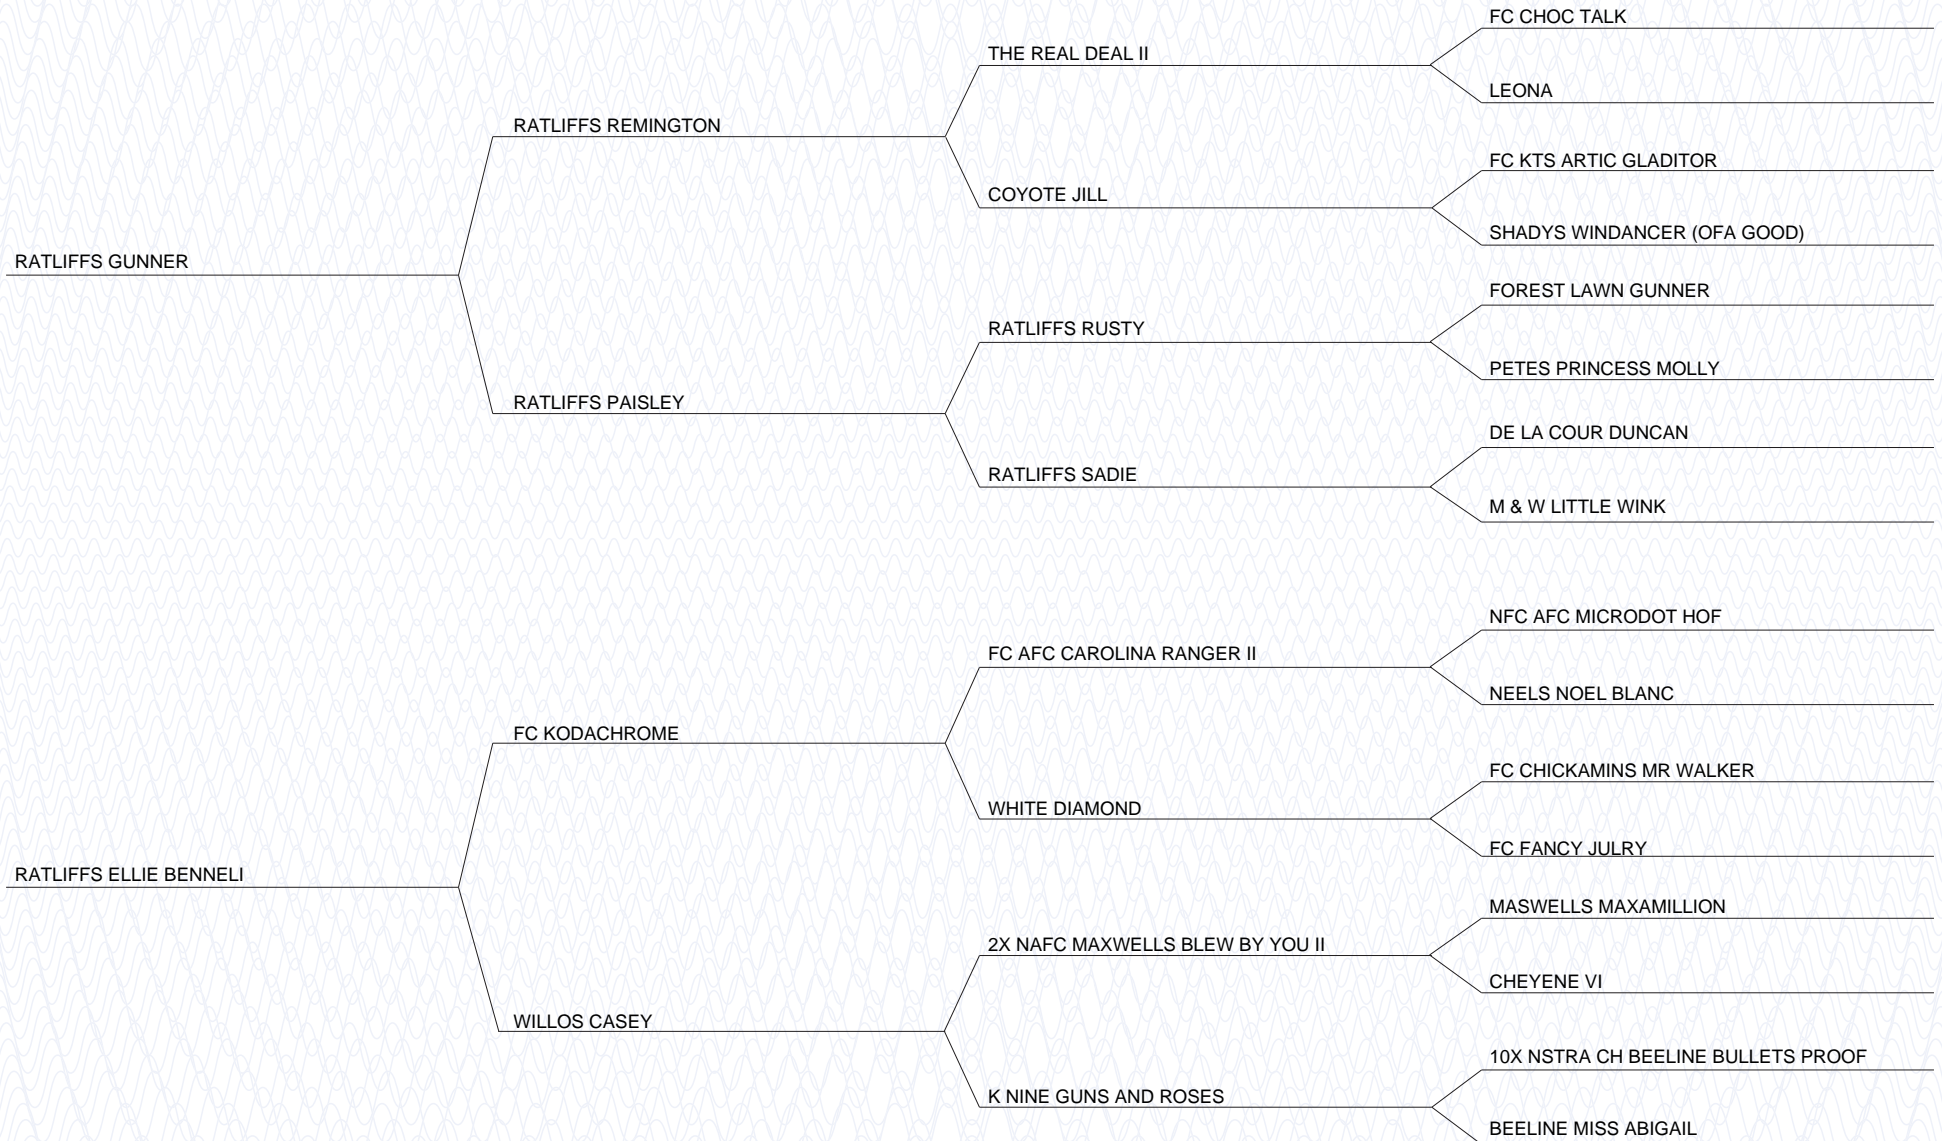 FC CHOC TALK
THE REAL DEAL II
LEONA
RATLIFFS REMINGTON
FC KTS ARTIC GLADITOR
COYOTE JILL
SHADYS WINDANCER (OFA GOOD)
RATLIFFS GUNNER
FOREST LAWN GUNNER
RATLIFFS RUSTY
PETES PRINCESS MOLLY
RATLIFFS PAISLEY
DE LA COUR DUNCAN
RATLIFFS SADIE
M & W LITTLE WINK
NFC AFC MICRODOT HOF
FC AFC CAROLINA RANGER II
NEELS NOEL BLANC
FC KODACHROME
FC CHICKAMINS MR WALKER
WHITE DIAMOND
FC FANCY JULRY
RATLIFFS ELLIE BENNELI
MASWELLS MAXAMILLION
2X NAFC MAXWELLS BLEW BY YOU II
CHEYENE VI
WILLOS CASEY
10X NSTRA CH BEELINE BULLETS PROOF
K NINE GUNS AND ROSES
BEELINE MISS ABIGAIL